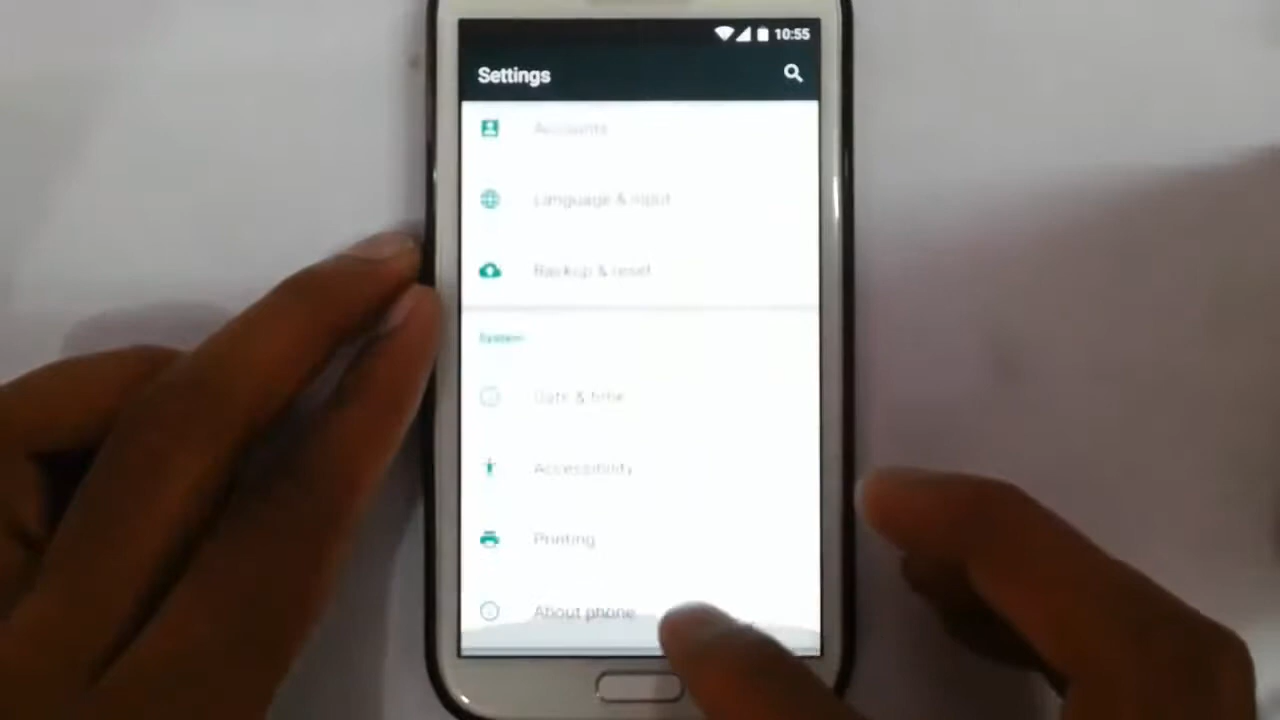 10:55
Settings
Accounts
Language & input
Backup & reset
System
Date & time
Accessibility
Printing
About phone